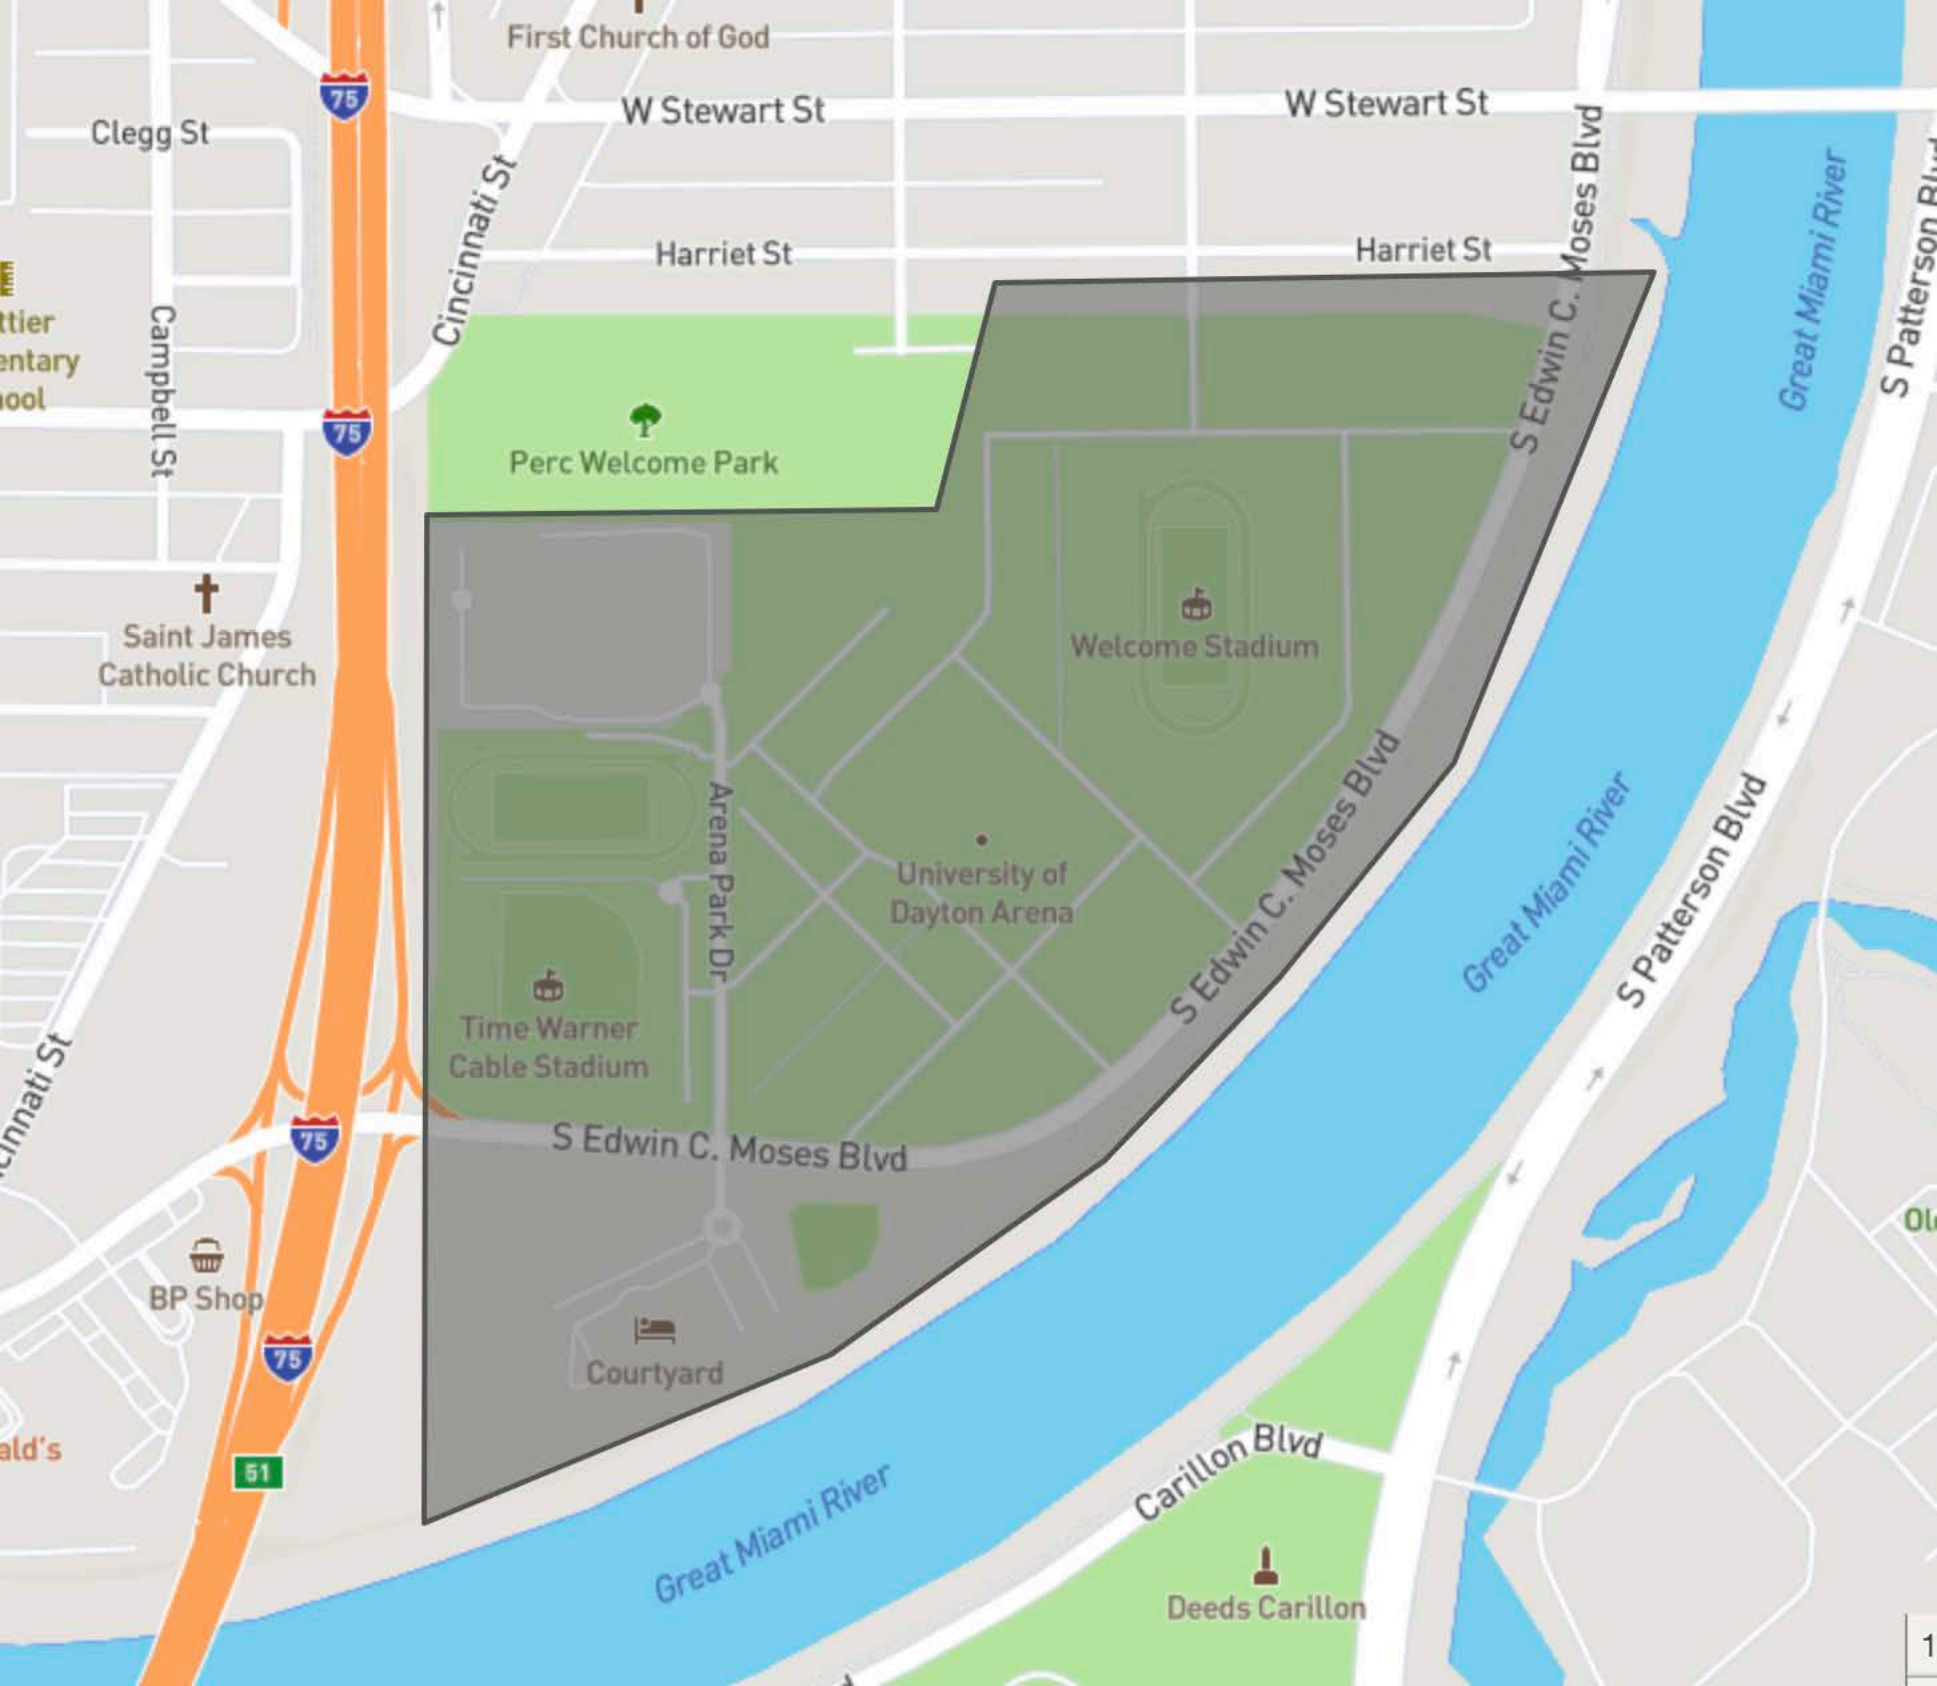 First Church of God
75
W Stewart St
W Stewart St
Clegg St
S Edwin C. Moses Blvd
Great Miami River
Cincinnati St
Harriet St
Harriet St
Campbell St
75
Perc Welcome Park
Saint James
Catholic Church
Welcome Stadium
S Edwin C. Moses Blvd
Arena Park Dr
University of
Dayton Arena
Great Miami River
S Patterson Blvd
Time Warner
Cable Stadium
75
S Edwin C. Moses Blvd
BP Shop
75
Courtyard
51
Carillon Blvd
Great Miami River
Deeds Carillon
1